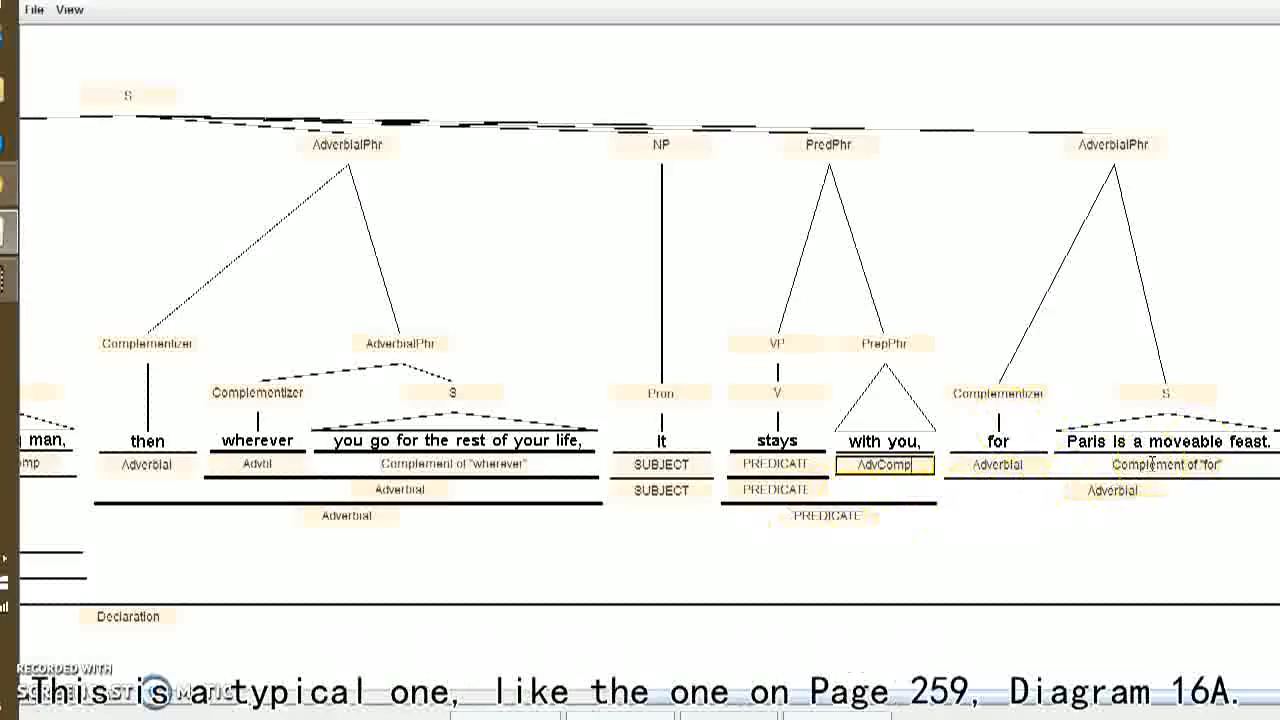 File View
S
AdverbialPhr NP PredPhr AdverbialPhr
Complementizer AdverbialPhr VP PrepPhr
Complementizer S Pron V Complementizer S
man, then wherever you go for the rest of your life, it stays with you, for Paris is a moveable feast.
Adverbial Advbl Complement of "wherever" SUBJECT PREDICATE AdvComp Adverbial Complement of "for"
Adverbial SUBJECT PREDICATE Adverbial
Adverbial PREDICATE
Declaration
RECORDED WITH
This is a typical one, like the one on Page 259, Diagram 16A.